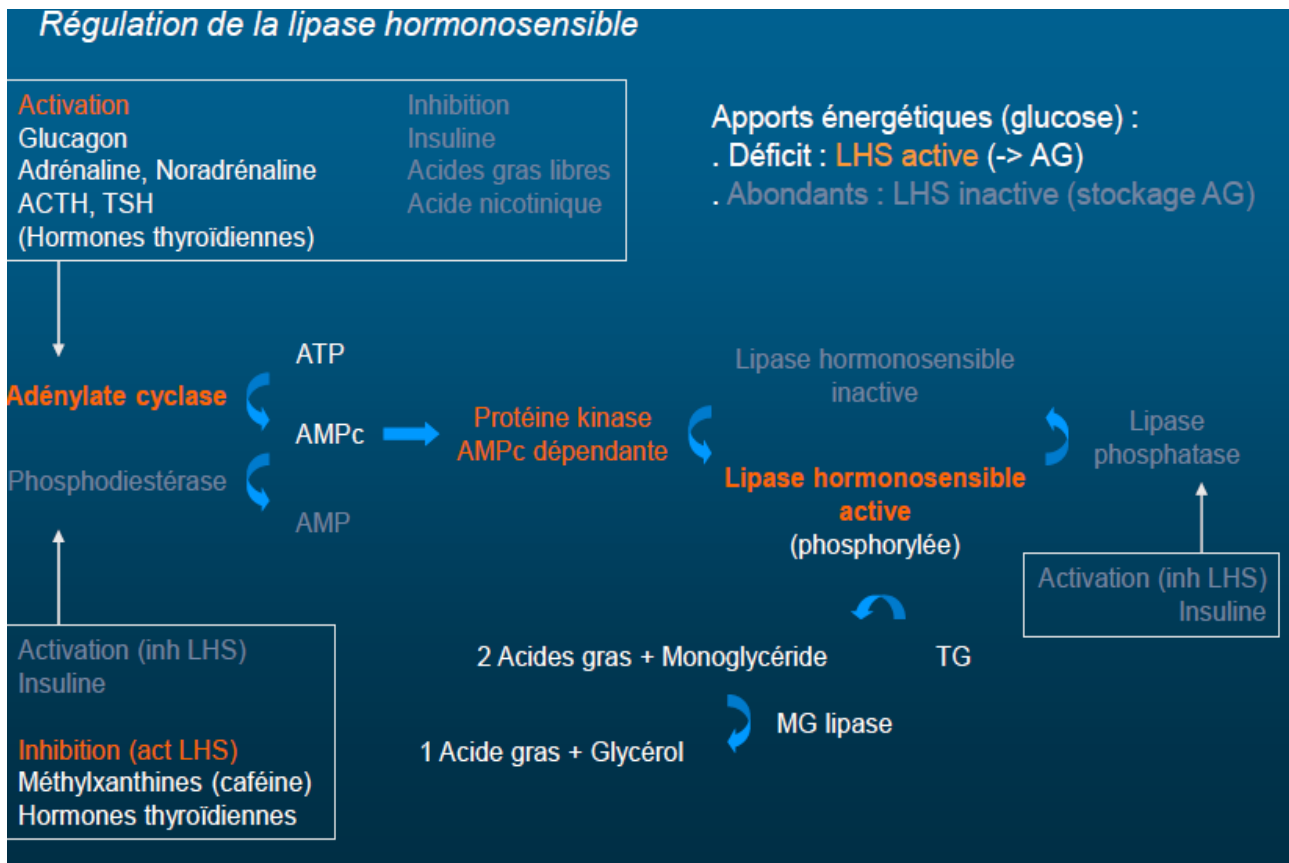 Régulation de la lipase hormonosensible
Activation
Glucagon
Adrénaline, Noradrénaline
ACTH, TSH
(Hormones thyroïdiennes)
Inhibition
Insuline
Acides gras libres
Acide nicotinique
Apports énergétiques (glucose) :
. Déficit : LHS active (-> AG)
. Abondants : LHS inactive (stockage AG)
Adénylate cyclase
Phosphodiestérase
ATP
AMPc
AMP
Protéine kinase
AMPc dépendante
Lipase hormonosensible
inactive
Lipase hormonosensible
active
(phosphorylée)
Lipase
phosphatase
Activation (inh LHS)
Insuline
Activation (inh LHS)
Insuline
Inhibition (act LHS)
Méthylxanthines (caféine)
Hormones thyroïdiennes
2 Acides gras + Monoglycéride
TG
MG lipase
1 Acide gras + Glycérol